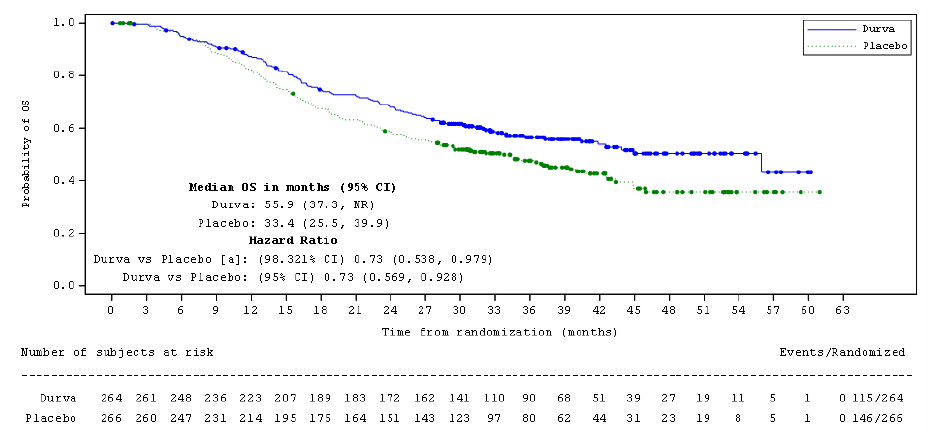 1.0
0.8
0.6
0.4
0.2
0.0
Probability of OS
Durva
Placebo
Median OS in months (95% CI)
Durva: 55.9 (37.3, NR)
Placebo: 33.4 (25.5, 39.9)
Hazard Ratio
Durva vs Placebo [a]: (98.321% CI) 0.73 (0.538, 0.979)
Durva vs Placebo: (95% CI) 0.73 (0.569, 0.928)
0 3 6 9 12 15 18 21 24 27 30 33 36 39 42 45 48 51 54 57 60 63
Time from randomization (months)
Number of subjects at risk Events/Randomized
Durva 264 261 248 236 223 207 189 183 172 162 141 110 90 68 51 39 27 19 11 5 1 0 115/264
Placebo 266 260 247 231 214 195 175 164 151 143 123 97 80 62 44 31 23 19 8 5 1 0 146/266